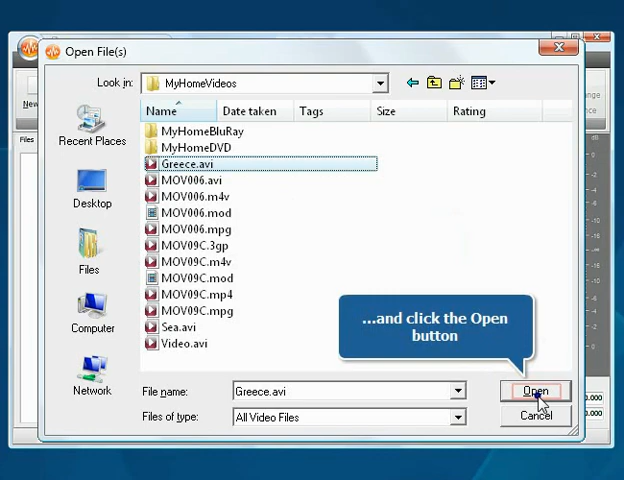 Open File(s)
Look in: MyHomeVideos
Name Date taken Tags Size Rating
MyHomeBluRay
MyHomeDVD
Greece.avi
MOV006.avi
MOV006.m4v
MOV006.mod
MOV006.mpg
MOV09C.3gp
MOV09C.m4v
MOV09C.mod
MOV09C.mp4
MOV09C.mpg
Sea.avi
Video.avi
Recent Places
Desktop
Files
Computer
Network
...and click the Open
button
File name: Greece.avi
Open
Files of type: All Video Files
Cancel
New
Files
dB